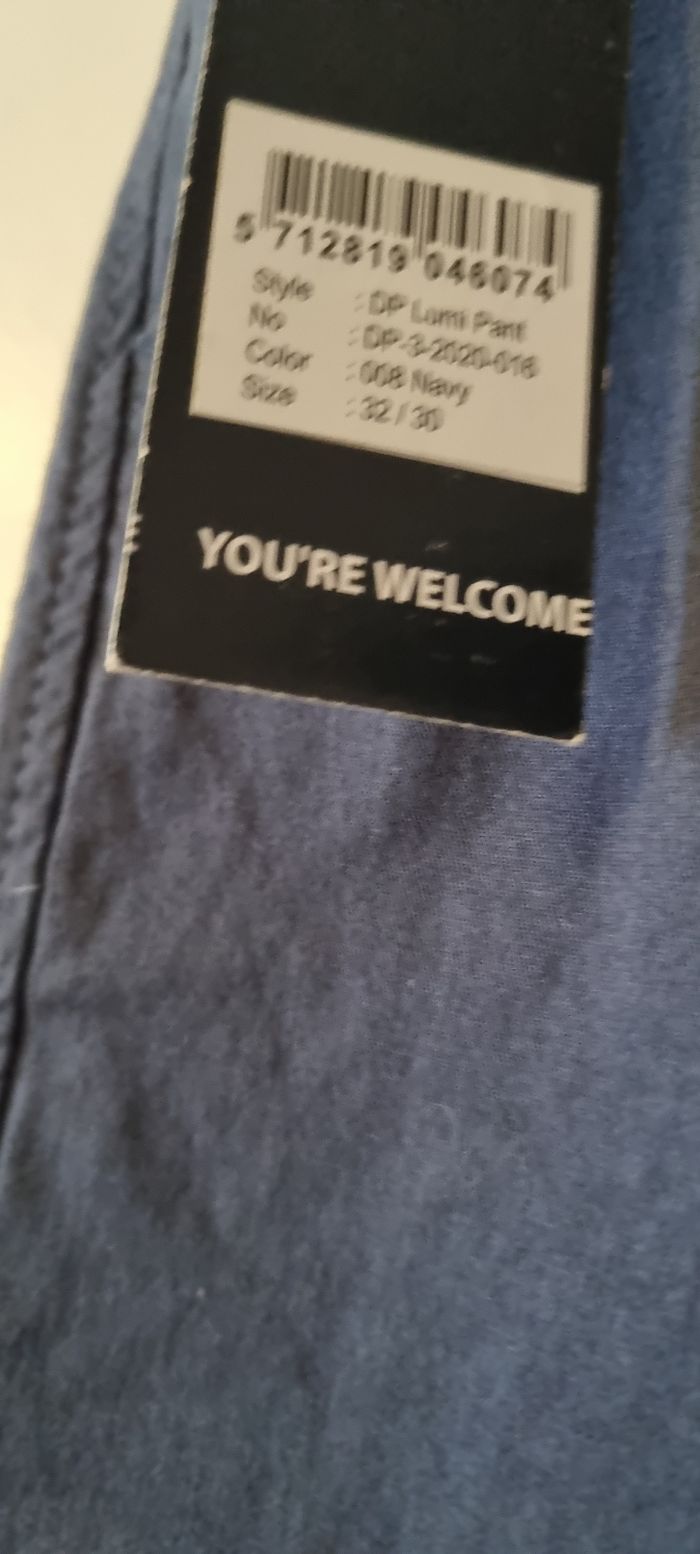 5 712819 046074
Style : DP Lumi Pant
No : DP-3-2020-016
Color : 008 Navy
Size : 32 / 30
YOU'RE WELCOME